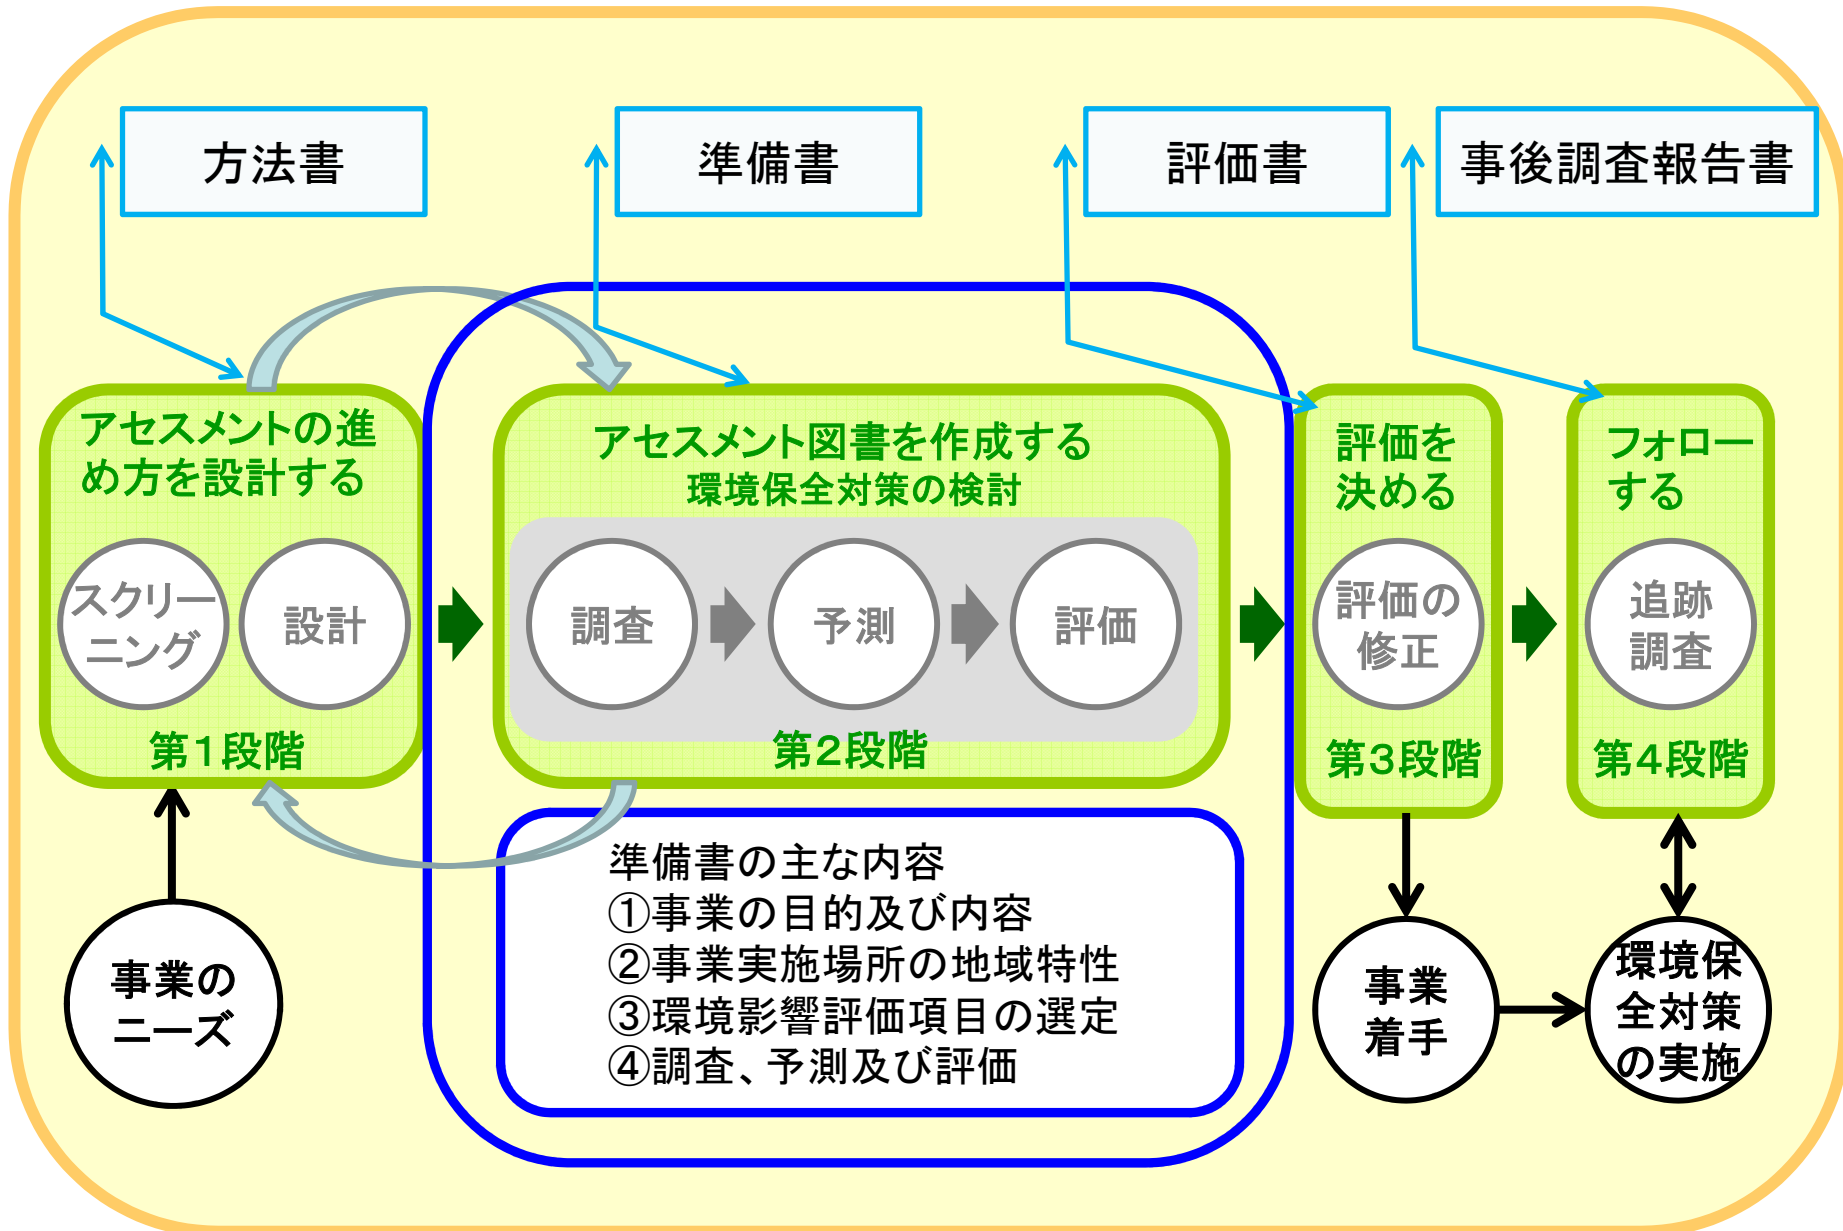 方法書
準備書
評価書
事後調査報告書
アセスメントの進
め方を設計する
スクリー
ニング
設計
第1段階
アセスメント図書を作成する
環境保全対策の検討
調査
予測
評価
第2段階
評価を
決める
評価の
修正
第3段階
フォロー
する
追跡
調査
第4段階
事業の
ニーズ
準備書の主な内容
①事業の目的及び内容
②事業実施場所の地域特性
③環境影響評価項目の選定
④調査、予測及び評価
事業
着手
環境保
全対策
の実施